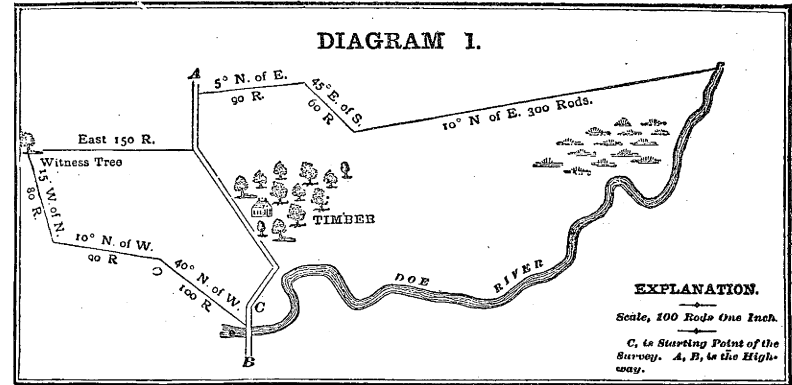 DIAGRAM 1.
A
5° N. of E.
90 R.
45° E. of S.
60 R
10° N of E. 300 Rods.
East 150 R.
Witness Tree
15 W. of N.
80 R.
TIMBER
10° N. of W.
90 R
C
40° N. of W.
100 R.
C
B
DOE RIVER
EXPLANATION.
Scale, 100 Rods One Inch.
C, is Starting Point of the
Survey. A, B, is the High-
way.